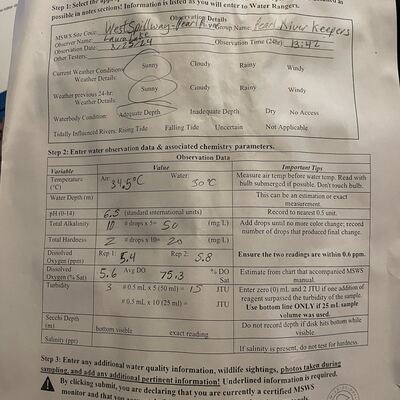 Step 1: Select the
possible in notes sections! Information is listed as you will enter to Water Rangers.
Observation Details
MSWS Site Code: West Spillway - Pearl River Group Name: Pearl River Keepers
Observer Name:
Observation Date: 8/25/24 Observation Time (24hr) 13:42
Other Testers:
Current Weather Conditions: Sunny Cloudy Rainy Windy
Weather Details:
Weather previous 24-hr: Sunny Cloudy Rainy Windy
Weather Details:
Waterbody Condition: Adequate Depth Inadequate Depth Dry No Access
Tidally Influenced Rivers: Rising Tide Falling Tide Uncertain Not Applicable
Step 2: Enter water observation data & associated chemistry parameters.
Observation Data
Variable Value Important Tips
Temperature (°C) Air: 34.5°C Water: 30°C Measure air temp before water temp. Read with bulb submerged if possible. Don't touch bulb.
Water Depth (m) This can be an estimation or exact measurement.
pH (0-14) 6.5 (standard international units) Record to nearest 0.5 unit.
Total Alkalinity 10 # drops x 5= 50 (mg/L) Add drops until no more color change; record number of drops that produced final change.
Total Hardness 2 # drops x 10= 20 (mg/L)
Dissolved Oxygen (ppm) Rep 1: 5.4 Rep 2: 5.8 Ensure the two readings are within 0.6 ppm.
Dissolved Oxygen (% Sat) 5.6 Avg DO 75.3 % DO Sat Estimate from chart that accompanied MSWS manual.
Turbidity 3 # 0.5 mL x 5 (50 ml) = 15 JTU Enter zero (0) mL and 2 JTU if one addition of reagent surpassed the turbidity of the sample.
# 0.5 mL x 10 (25 ml) = JTU Use bottom line ONLY if 25 mL sample volume was used.
Secchi Depth (m) bottom visible exact reading Do not record depth if disk hits bottom while visible.
Salinity (ppt) If salinity is present, do not test for hardness.
Step 3: Enter any additional water quality information, wildlife sightings, photos taken during
sampling, and add any additional pertinent information! Underlined information is required.
By clicking submit, you are declaring that you are currently a certified MSWS
monitor and that you